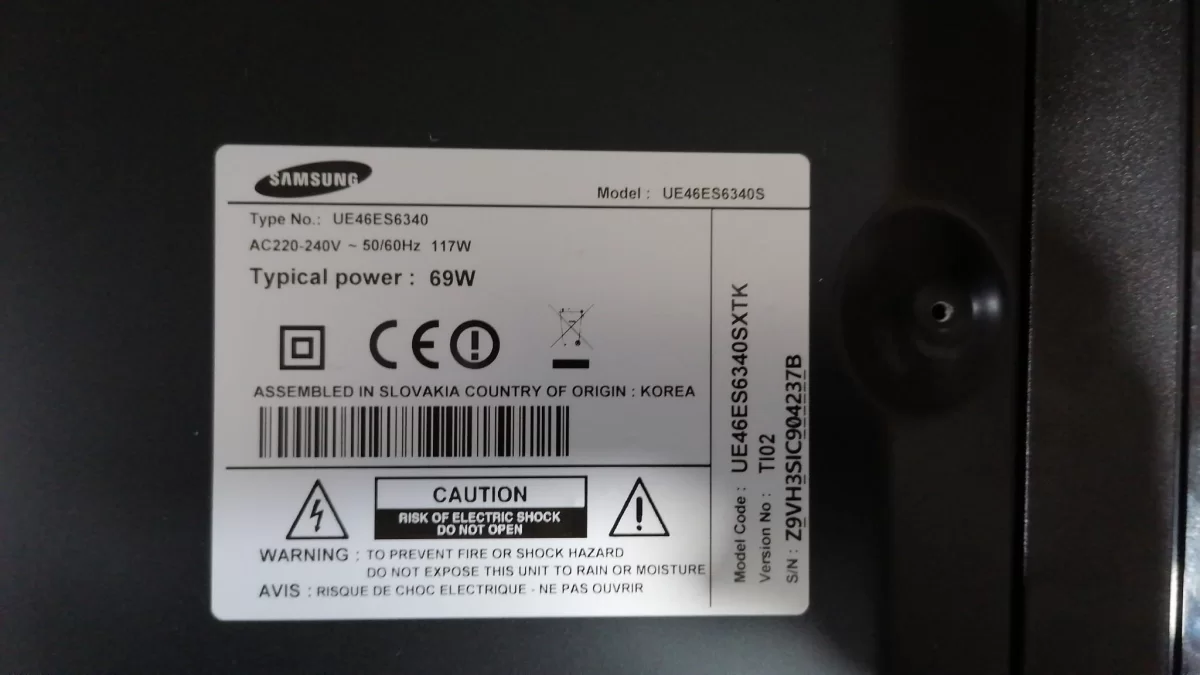 SAMSUNG
Model : UE46ES6340S
Type No.: UE46ES6340
AC220-240V ~ 50/60Hz 117W
Typical power : 69W
CE
ASSEMBLED IN SLOVAKIA COUNTRY OF ORIGIN : KOREA
CAUTION
RISK OF ELECTRIC SHOCK
DO NOT OPEN
WARNING : TO PREVENT FIRE OR SHOCK HAZARD
DO NOT EXPOSE THIS UNIT TO RAIN OR MOISTURE
AVIS : RISQUE DE CHOC ELECTRIQUE - NE PAS OUVRIR
Model Code : UE46ES6340SXTK
Version No : TI02
S/N : Z9VH3SIC904237B